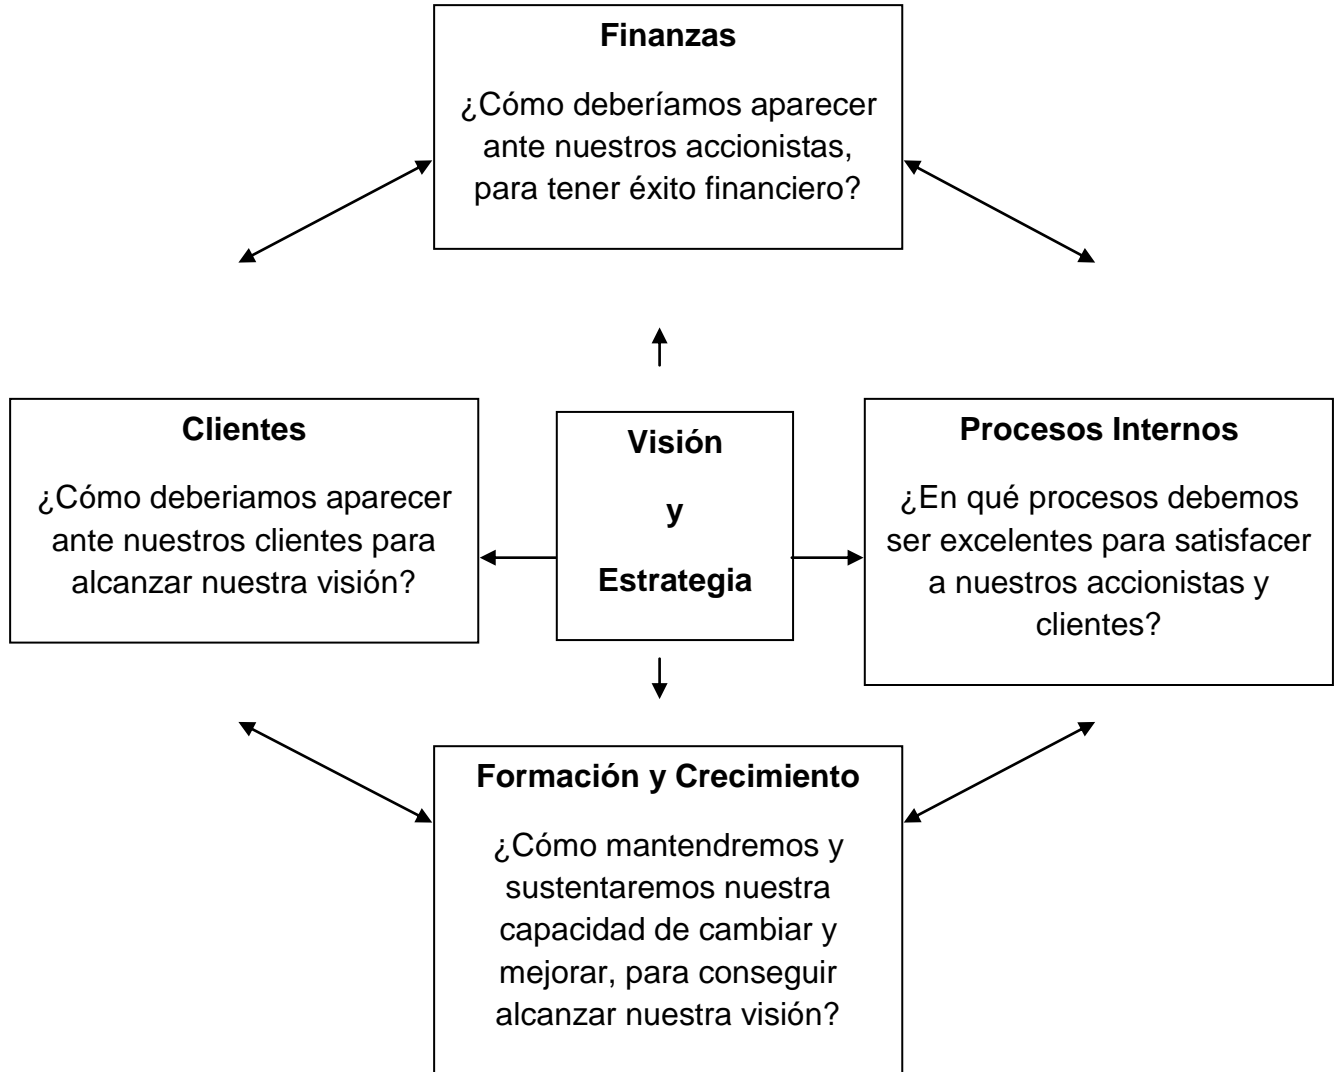 Finanzas
¿Cómo deberíamos aparecer
ante nuestros accionistas,
para tener éxito financiero?
Clientes
¿Cómo deberiamos aparecer
ante nuestros clientes para
alcanzar nuestra visión?
Visión
y
Estrategia
Procesos Internos
¿En qué procesos debemos
ser excelentes para satisfacer
a nuestros accionistas y
clientes?
Formación y Crecimiento
¿Cómo mantendremos y
sustentaremos nuestra
capacidad de cambiar y
mejorar, para conseguir
alcanzar nuestra visión?